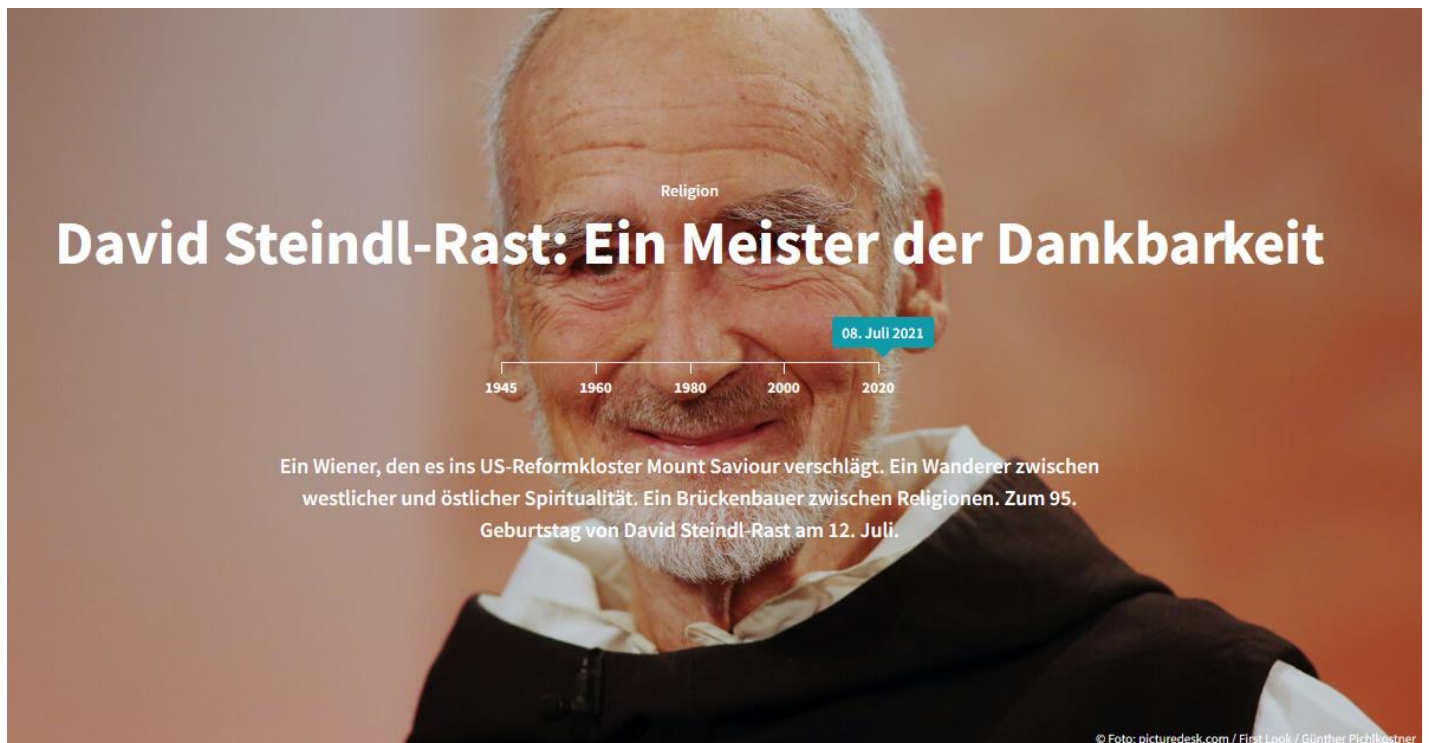 Religion
David Steindl-Rast: Ein Meister der Dankbarkeit
08. Juli 2021
1945 1960 1980 2000 2020
Ein Wiener, den es ins US-Reformkloster Mount Saviour verschlägt. Ein Wanderer zwischen
westlicher und östlicher Spiritualität. Ein Brückenbauer zwischen Religionen. Zum 95.
Geburtstag von David Steindl-Rast am 12. Juli.
© Foto: picturedesk.com / First Look / Günther Pichlkostner